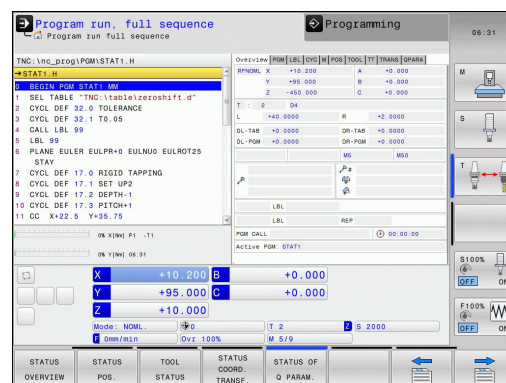 Program run, full sequence
Program run full sequence
Programming
06:31
TNC:\nc_prog\PGM\STAT1.H
→STAT1.H
0 BEGIN PGM STAT1 MM
1 SEL TABLE "TNC:\table\zeroshift.d"
2 CYCL DEF 32.0 TOLERANCE
3 CYCL DEF 32.1 T0.05
4 CALL LBL 99
5 LBL 99
6 PLANE EULER EULPR+0 EULNU0 EULROT25
STAY
7 CYCL DEF 17.0 RIGID TAPPING
8 CYCL DEF 17.1 SET UP2
9 CYCL DEF 17.2 DEPTH-1
10 CYCL DEF 17.3 PITCH+1
11 CC X+22.5 Y+35.75
0% X[Nm] P1 -T1
0% Y[Nm] 06:31
Overview PGM LBL CYC M POS TOOL TT TRANS QPARA
RFNOML X +10.200 A +0.000
Y +95.000 B +0.000
Z -450.000 C +0.000
T : 2 D4
L +40.0000 R +2.0000
DL-TAB +0.0000 DR-TAB +0.0000
DL-PGM +0.0000 DR-PGM +0.0000
M5 M50
P#
P
LBL
LBL REP
PGM CALL 00:00:00
Active PGM: STAT1
X +10.200 B +0.000
Y +95.000 C +0.000
Z +10.000
Mode: NOML. 0 T 2 Z S 2000
F 0mm/min Ovr 100% M 5/9
M
S
T
S100%
OFF ON
F100%
OFF ON
STATUS OVERVIEW
STATUS POS.
TOOL STATUS
STATUS COORD. TRANSF.
STATUS OF Q PARAM.